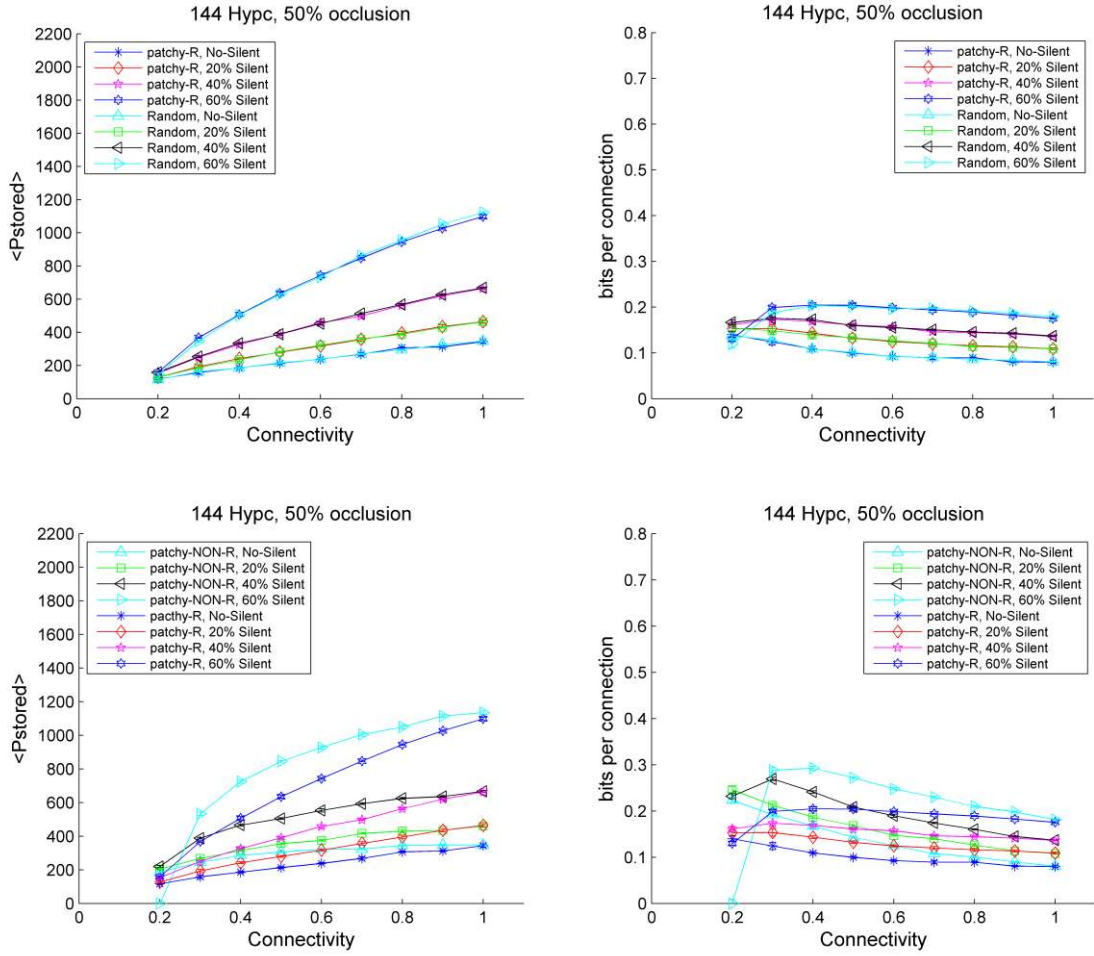 144 Hypc, 50% occlusion
2200
2000
1800
1600
1400
1200
1000
800
600
400
200
0
<Pstored>
patchy-R, No-Silent
patchy-R, 20% Silent
patchy-R, 40% Silent
patchy-R, 60% Silent
Random, No-Silent
Random, 20% Silent
Random, 40% Silent
Random, 60% Silent
0 0.2 0.4 0.6 0.8 1
Connectivity
144 Hypc, 50% occlusion
0.8
0.7
0.6
0.5
0.4
0.3
0.2
0.1
0
bits per connection
patchy-R, No-Silent
patchy-R, 20% Silent
patchy-R, 40% Silent
patchy-R, 60% Silent
Random, No-Silent
Random, 20% Silent
Random, 40% Silent
Random, 60% Silent
0 0.2 0.4 0.6 0.8 1
Connectivity
144 Hypc, 50% occlusion
2200
2000
1800
1600
1400
1200
1000
800
600
400
200
0
<Pstored>
patchy-NON-R, No-Silent
patchy-NON-R, 20% Silent
patchy-NON-R, 40% Silent
patchy-NON-R, 60% Silent
pacthy-R, No-Silent
patchy-R, 20% Silent
patchy-R, 40% Silent
patchy-R, 60% Silent
0 0.2 0.4 0.6 0.8 1
Connectivity
144 Hypc, 50% occlusion
0.8
0.7
0.6
0.5
0.4
0.3
0.2
0.1
0
bits per connection
patchy-NON-R, No-Silent
patchy-NON-R, 20% Silent
patchy-NON-R, 40% Silent
patchy-NON-R, 60% Silent
patchy-R, No-Silent
patchy-R, 20% Silent
patchy-R, 40% Silent
patchy-R, 60% Silent
0 0.2 0.4 0.6 0.8 1
Connectivity